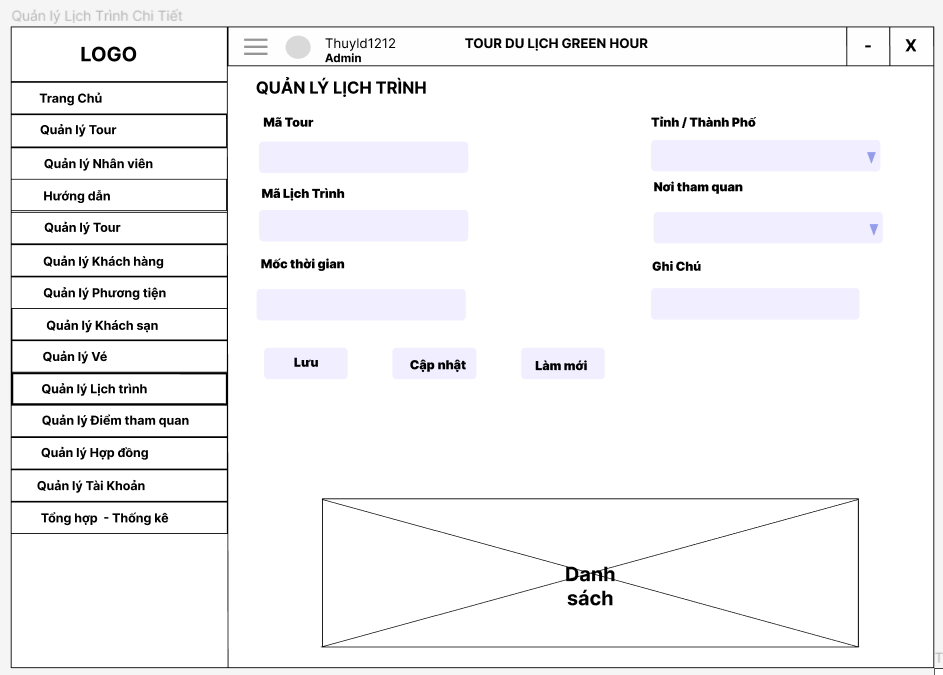 Quản lý Lịch Trình Chi Tiết
LOGO
Thuyld1212
Admin
TOUR DU LỊCH GREEN HOUR
-
X
Trang Chủ
Quản lý Tour
Quản lý Nhân viên
Hướng dẫn
Quản lý Tour
Quản lý Khách hàng
Quản lý Phương tiện
Quản lý Khách sạn
Quản lý Vé
Quản lý Lịch trình
Quản lý Điểm tham quan
Quản lý Hợp đồng
Quản lý Tài Khoản
Tổng hợp - Thống kê
QUẢN LÝ LỊCH TRÌNH
Mã Tour
Tỉnh / Thành Phố
Mã Lịch Trình
Nơi tham quan
Mốc thời gian
Ghi Chú
Lưu
Cập nhật
Làm mới
Danh
sách
T